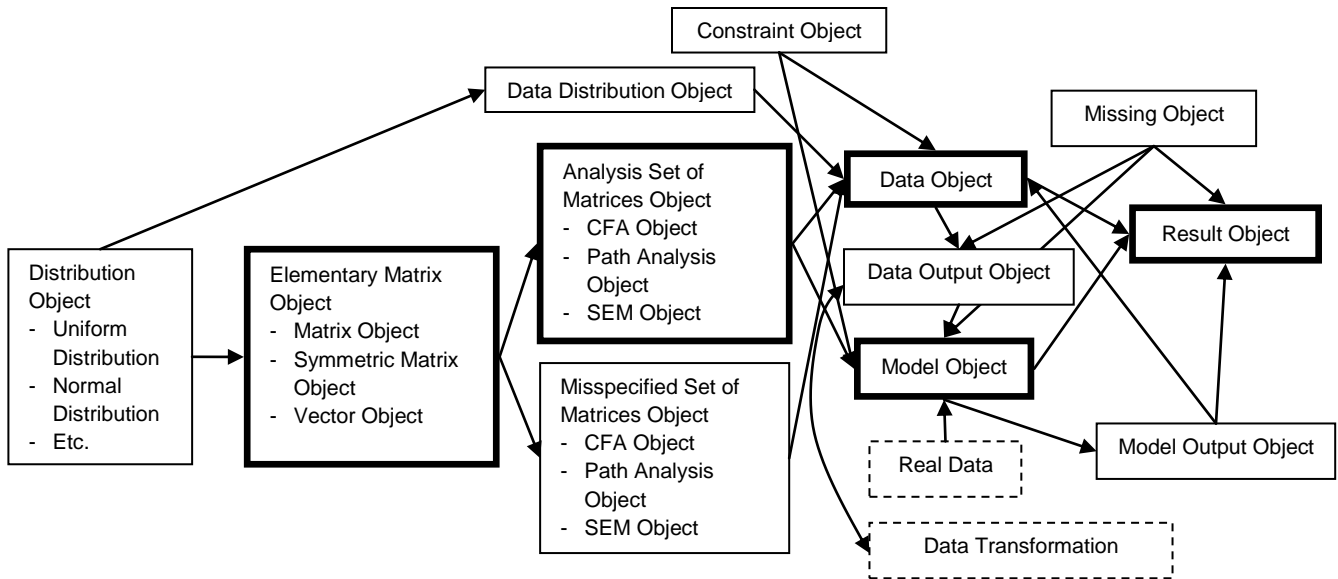 Constraint Object
Data Distribution Object
Missing Object
Analysis Set of
Matrices Object
- CFA Object
- Path Analysis
Object
- SEM Object
Data Object
Result Object
Distribution
Object
- Uniform
Distribution
- Normal
Distribution
- Etc.
Elementary Matrix
Object
- Matrix Object
- Symmetric Matrix
Object
- Vector Object
Data Output Object
Model Object
Misspecified Set of
Matrices Object
- CFA Object
- Path Analysis
Object
- SEM Object
Real Data
Model Output Object
Data Transformation